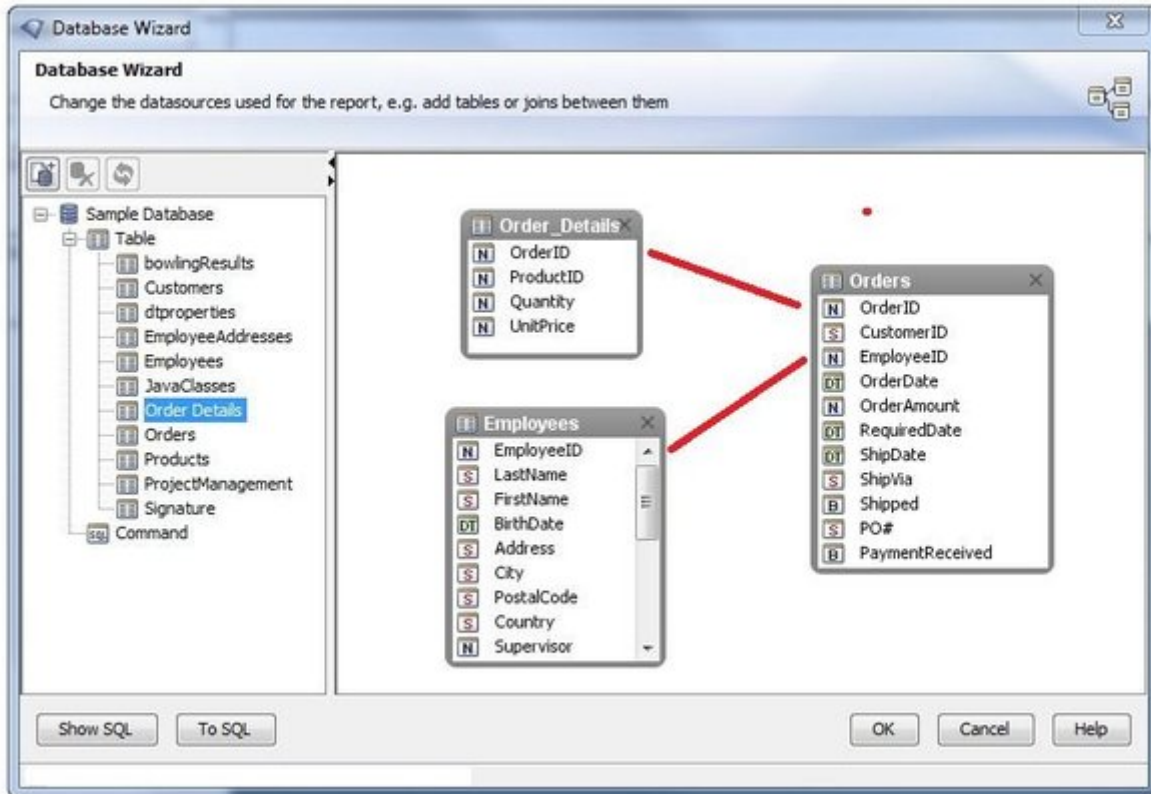 Database Wizard
Database Wizard
Change the datasources used for the report, e.g. add tables or joins between them
Sample Database
Table
bowlingResults
Customers
dtproperties
EmployeeAddresses
Employees
JavaClasses
Order Details
Orders
Products
ProjectManagement
Signature
SQL Command
Order_Details
N OrderID
N ProductID
N Quantity
N UnitPrice
Employees
N EmployeeID
S LastName
S FirstName
DT BirthDate
S Address
S City
S PostalCode
S Country
N Supervisor
Orders
N OrderID
S CustomerID
N EmployeeID
DT OrderDate
N OrderAmount
DT RequiredDate
DT ShipDate
S ShipVia
B Shipped
S PO#
B PaymentReceived
Show SQL
To SQL
OK
Cancel
Help